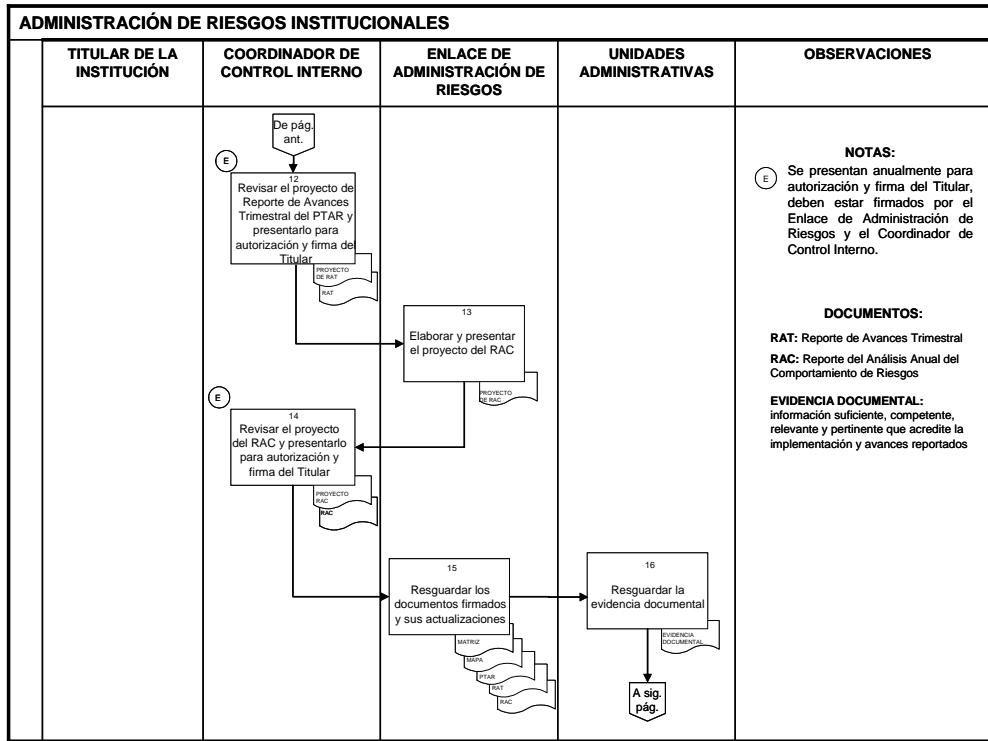 ADMINISTRACIÓN DE RIESGOS INSTITUCIONALES
TITULAR DE LA
INSTITUCIÓN
COORDINADOR DE
CONTROL INTERNO
ENLACE DE
ADMINISTRACIÓN DE
RIESGOS
UNIDADES
ADMINISTRATIVAS
OBSERVACIONES
De pág.
ant.
E
12
Revisar el proyecto de
Reporte de Avances
Trimestral del PTAR y
presentarlo para
autorización y firma del
Titular
PROYECTO
DE RAT
RAT
13
Elaborar y presentar
el proyecto del RAC
PROYECTO
DE RAC
E
14
Revisar el proyecto
del RAC y presentarlo
para autorización y
firma del Titular
PROYECTO
RAC
RAC
15
Resguardar los
documentos firmados
y sus actualizaciones
MATRIZ
MAPA
PTAR
RAT
RAC
16
Resguardar la
evidencia documental
EVIDENCIA
DOCUMENTAL
A sig.
pág.
NOTAS:
E
Se presentan anualmente para
autorización y firma del Titular,
deben estar firmados por el
Enlace de Administración de
Riesgos y el Coordinador de
Control Interno.
DOCUMENTOS:
RAT: Reporte de Avances Trimestral
RAC: Reporte del Análisis Anual del
Comportamiento de Riesgos
EVIDENCIA DOCUMENTAL:
información suficiente, competente,
relevante y pertinente que acredite la
implementación y avances reportados